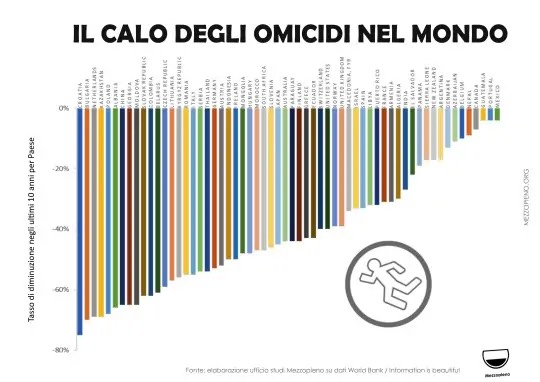 IL CALO DEGLI OMICIDI NEL MONDO
CROATIA
BULGARIA
NETHERLANDS
KAZAKHSTAN
POLAND
CHINA
ESTONIA
MOLDOVA
SLOVAK REPUBLIC
COLOMBIA
BELARUS
CZECH REPUBLIC
LITHUANIA
KYRGYZ REPUBLIC
ROMANIA
ITALY
SERBIA
THAILAND
GERMANY
AUSTRIA
INDONESIA
IRELAND
MONGOLIA
HUNGARY
MOROCCO
SOUTH AFRICA
SLOVENIA
JAPAN
AUSTRALIA
PARAGUAY
FINLAND
GREECE
ECUADOR
SWITZERLAND
UNITED STATES
NORWAY
UNITED KINGDOM
MACEDONIA, FYR
ISRAEL
SPAIN
PUERTO RICO
FRANCE
ARMENIA
ALGERIA
INDIA
EL SALVADOR
PANAMA
SIERRA LEONE
NEW ZEALAND
ARGENTINA
DENMARK
AZERBAIJAN
BELGIUM
NEPAL
CANADA
GUATEMALA
PORTUGAL
MEXICO
0%
-20%
-40%
-60%
-80%
Tasso di diminuzione negli ultimi 10 anni per Paese
MEZZOPIENO.ORG
Fonte: elaborazione ufficio studi Mezzopieno su dati World Bank / Information is beautiful
Mezzopieno